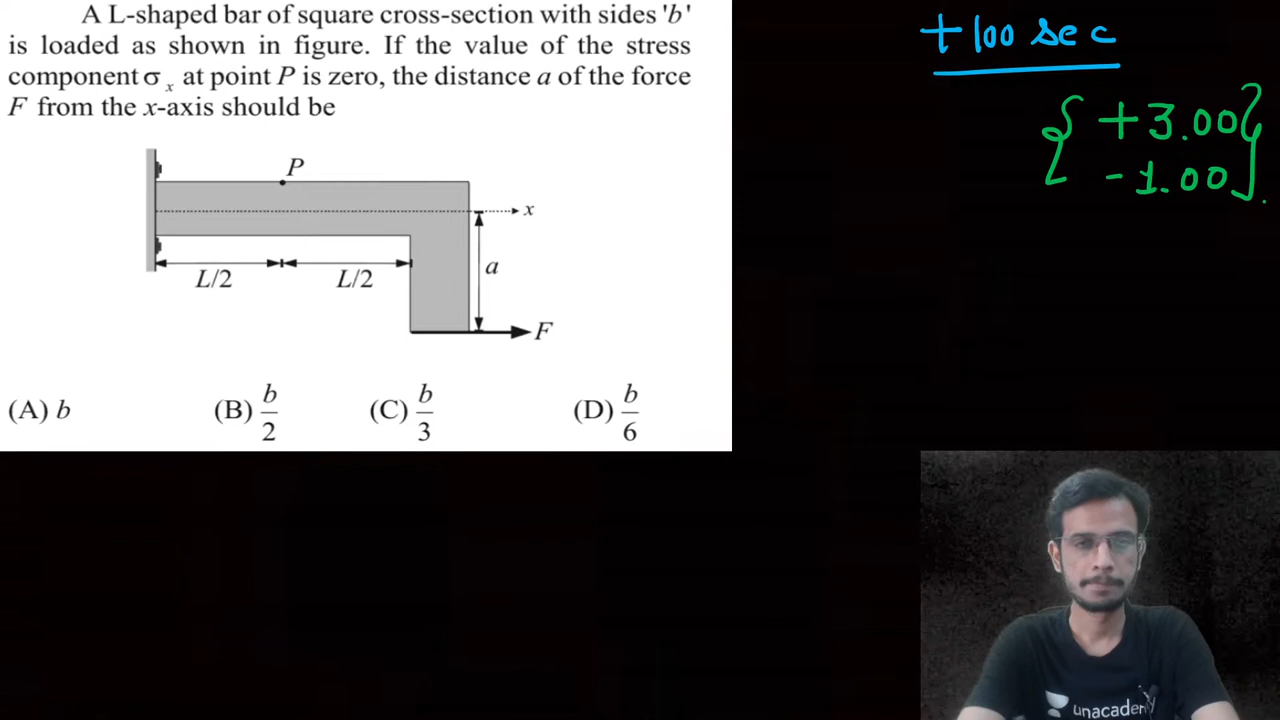 A L-shaped bar of square cross-section with sides 'b'
is loaded as shown in figure. If the value of the stress
component σ x at point P is zero, the distance a of the force
F from the x-axis should be
P
x
L/2
L/2
a
F
(A) b
(B) b/2
(C) b/3
(D) b/6
+100 sec
{ +3.00 }
-1.00
unacademy